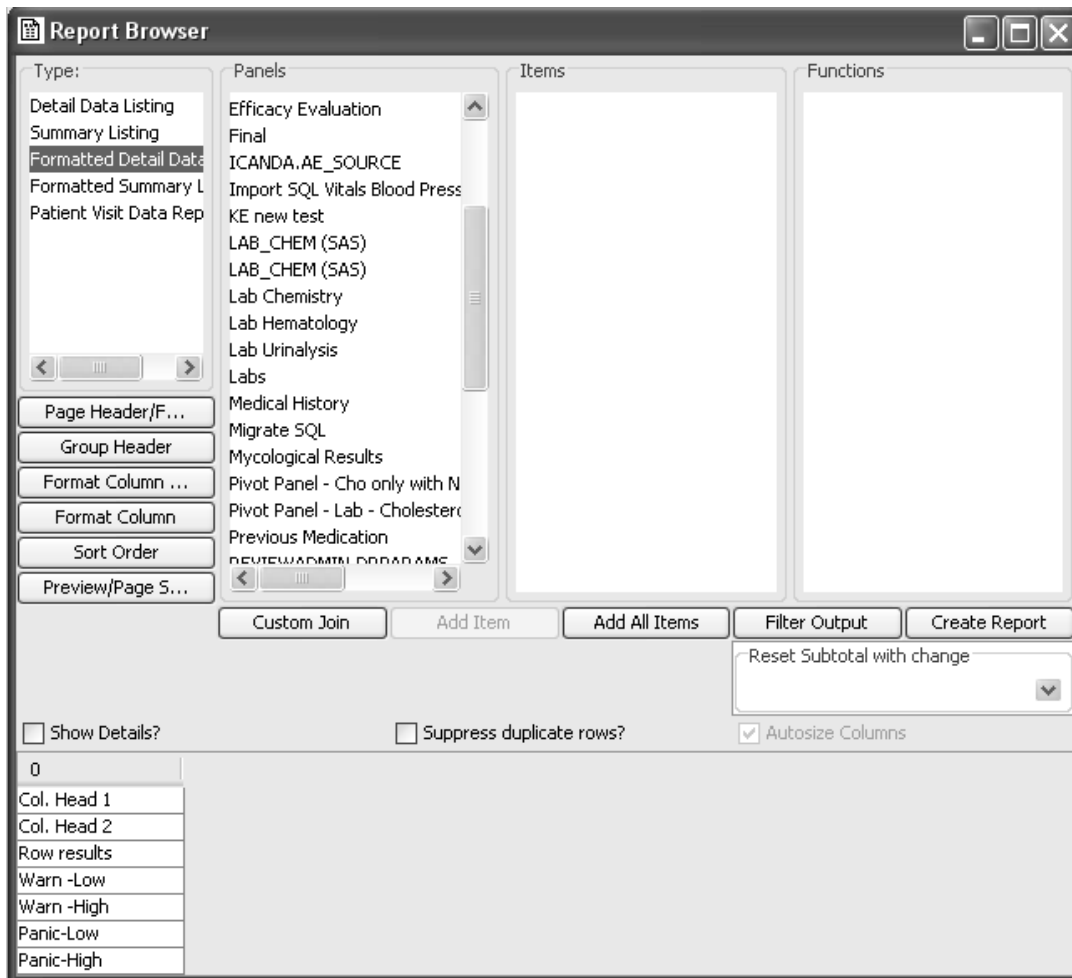 Report Browser
Type:
Detail Data Listing
Summary Listing
Formatted Detail Data
Formatted Summary L
Patient Visit Data Rep
Page Header/F...
Group Header
Format Column ...
Format Column
Sort Order
Preview/Page S...
Panels
Efficacy Evaluation
Final
ICANDA.AE_SOURCE
Import SQL Vitals Blood Press
KE new test
LAB_CHEM (SAS)
LAB_CHEM (SAS)
Lab Chemistry
Lab Hematology
Lab Urinalysis
Labs
Medical History
Migrate SQL
Mycological Results
Pivot Panel - Cho only with N
Pivot Panel - Lab - Cholestero
Previous Medication
Items
Functions
Custom Join
Add Item
Add All Items
Filter Output
Create Report
Reset Subtotal with change
Show Details?
Suppress duplicate rows?
Autosize Columns
0
Col. Head 1
Col. Head 2
Row results
Warn -Low
Warn -High
Panic-Low
Panic-High